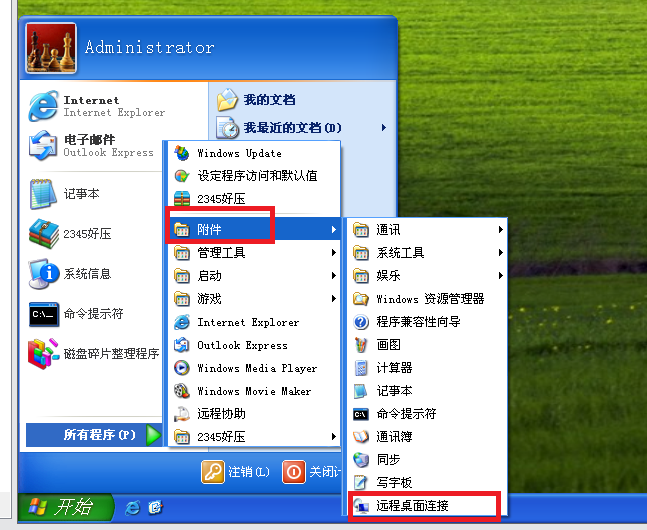 Administrator
Internet
Internet Explorer
电子邮件
Outlook Express
记事本
2345好压
系统信息
命令提示符
磁盘碎片整理程序
所有程序(P)
我的文档
我最近的文档(D)
Windows Update
设定程序访问和默认值
2345好压
附件
管理工具
启动
游戏
Internet Explorer
Outlook Express
Windows Media Player
Windows Movie Maker
远程协助
2345好压
通讯
系统工具
娱乐
Windows 资源管理器
程序兼容性向导
画图
计算器
记事本
命令提示符
通讯簿
同步
写字板
远程桌面连接
注销(L)
关闭
开始